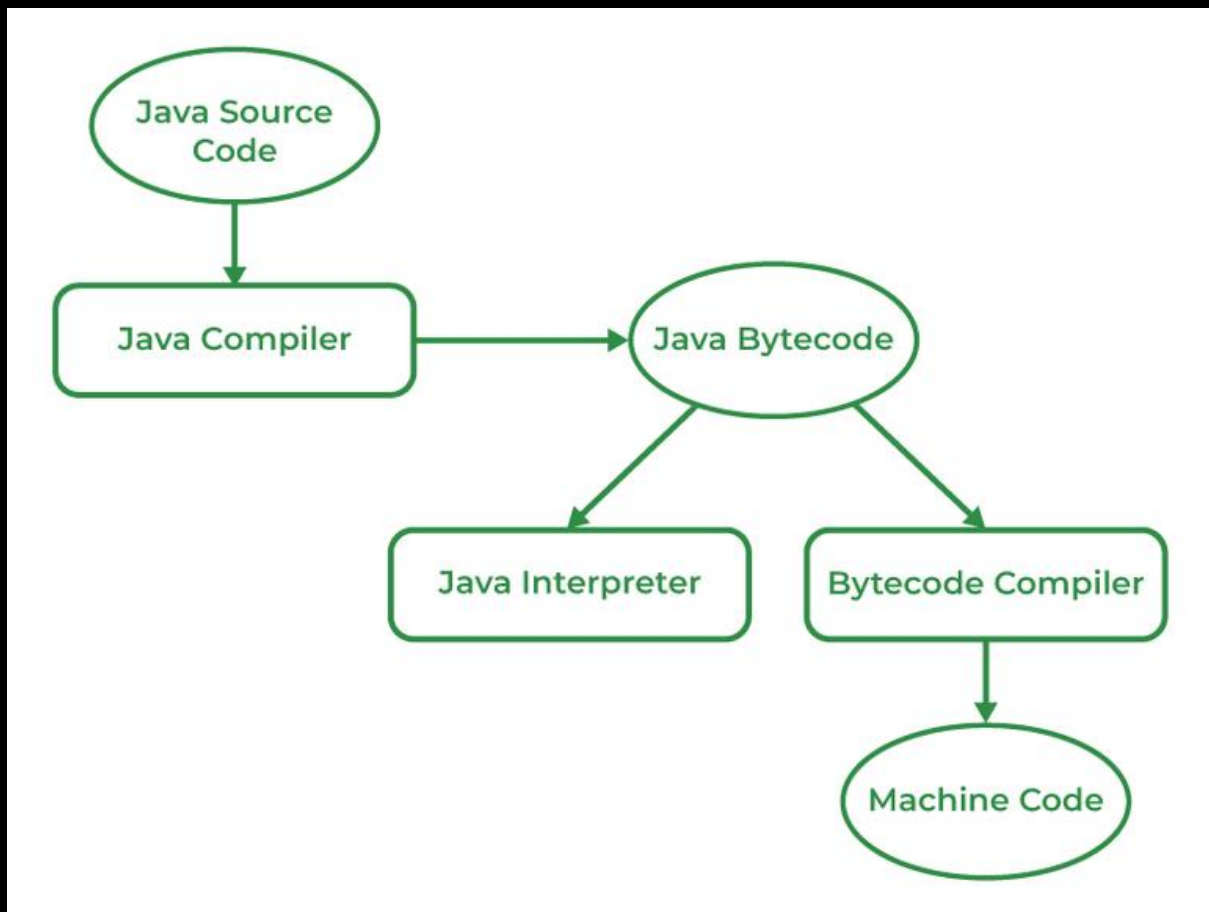 Java Source
Code
Java Compiler
Java Bytecode
Java Interpreter
Bytecode Compiler
Machine Code